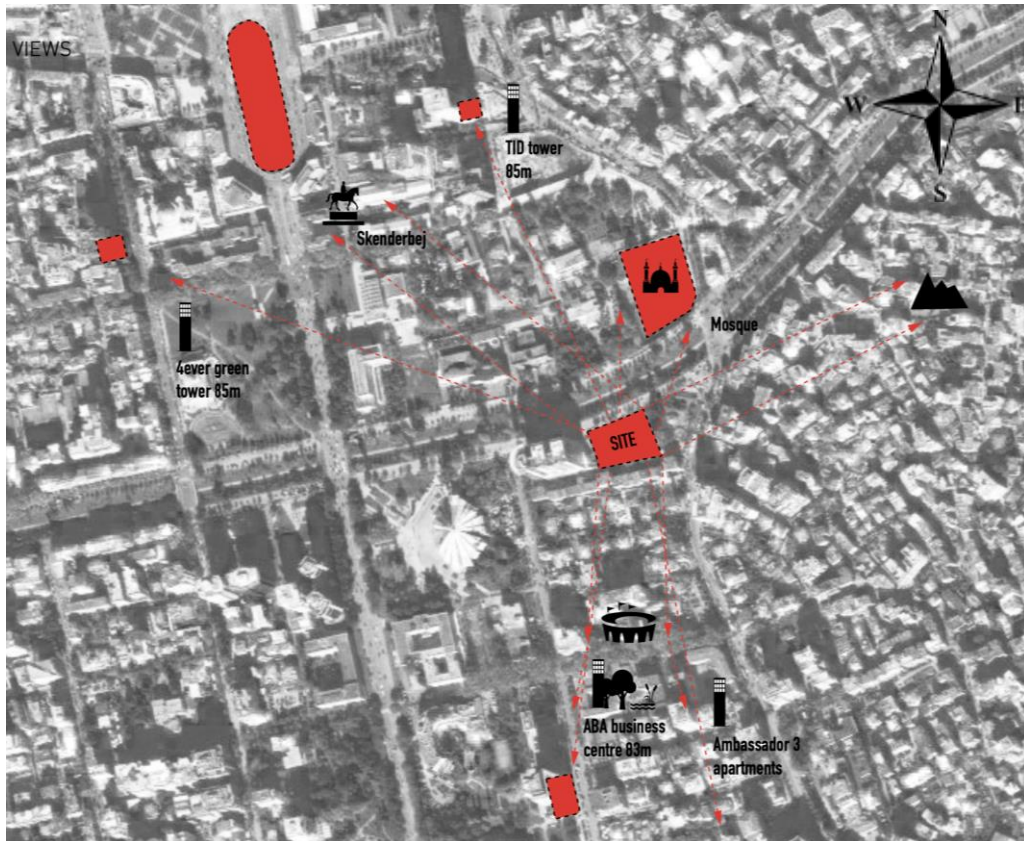 VIEWS
N
W
E
S
TID tower
85m
Skenderbej
Mosque
4ever green
tower 85m
SITE
ABA business
centre 83m
Ambassador 3
apartments